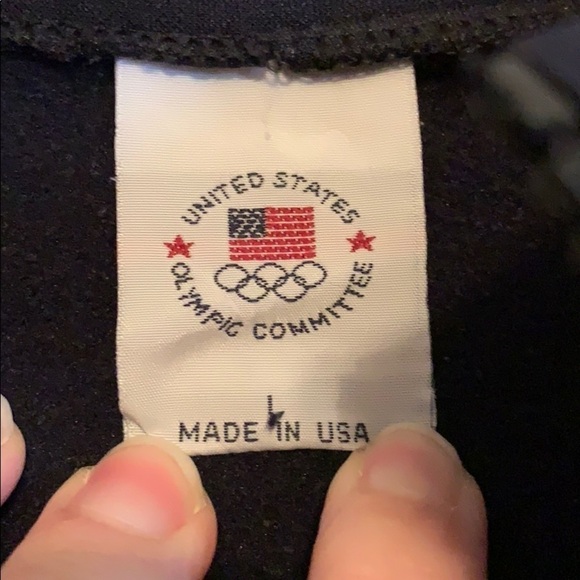 UNITED STATES
OLYMPIC COMMITTEE
L
MADE IN USA